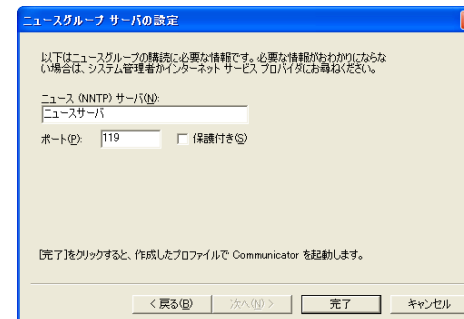 ニュースグループ サーバの設定
以下はニュースグループの購読に必要な情報です。必要な情報がおわかりにならな
い場合は、システム管理者かインターネット サービス プロバイダにお尋ねください。
ニュース (NNTP) サーバ(N):
ニュースサーバ
ポート(P): 119 保護付き(S)
[完了]をクリックすると、作成したプロファイルで Communicator を起動します。
< 戻る(B) 次へ(N) > 完了 キャンセル